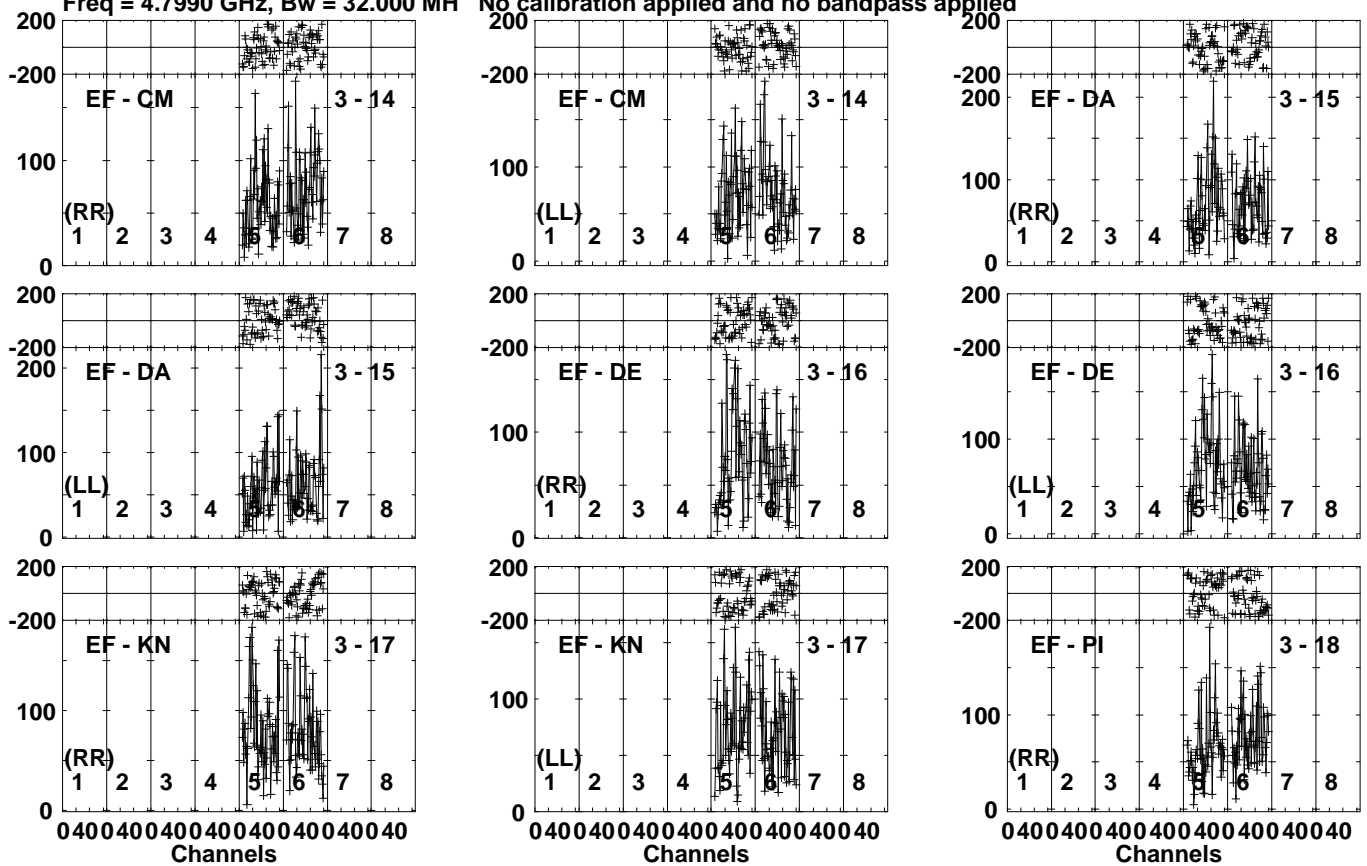 Freq = 4.7990 GHz, Bw = 32.000 MH No calibration applied and no bandpass applied
200
-200
EF - CM 3 - 14
100
(RR)
1 2 3 4 5 6 7 8
0
200
-200
EF - CM 3 - 14
100
(LL)
1 2 3 4 5 6 7 8
0
200
-200
200
EF - DA 3 - 15
100
(RR)
1 2 3 4 5 6 7 8
0
200
-200
200
EF - DA 3 - 15
100
(LL)
1 2 3 4 5 6 7 8
0
200
-200
EF - DE 3 - 16
100
(RR)
1 2 3 4 5 6 7 8
0
200
-200
EF - DE 3 - 16
100
(LL)
1 2 3 4 5 6 7 8
0
200
-200
EF - KN 3 - 17
100
(RR)
1 2 3 4 5 6 7 8
0
200
-200
EF - KN 3 - 17
100
(LL)
1 2 3 4 5 6 7 8
0
200
-200
EF - PI 3 - 18
100
(RR)
1 2 3 4 5 6 7 8
0
0 40 0 40 0 40 0 40 0 40 0 40 0 40 0 40
Channels
0 40 0 40 0 40 0 40 0 40 0 40 0 40 0 40
Channels
0 40 0 40 0 40 0 40 0 40 0 40 0 40 0 40
Channels